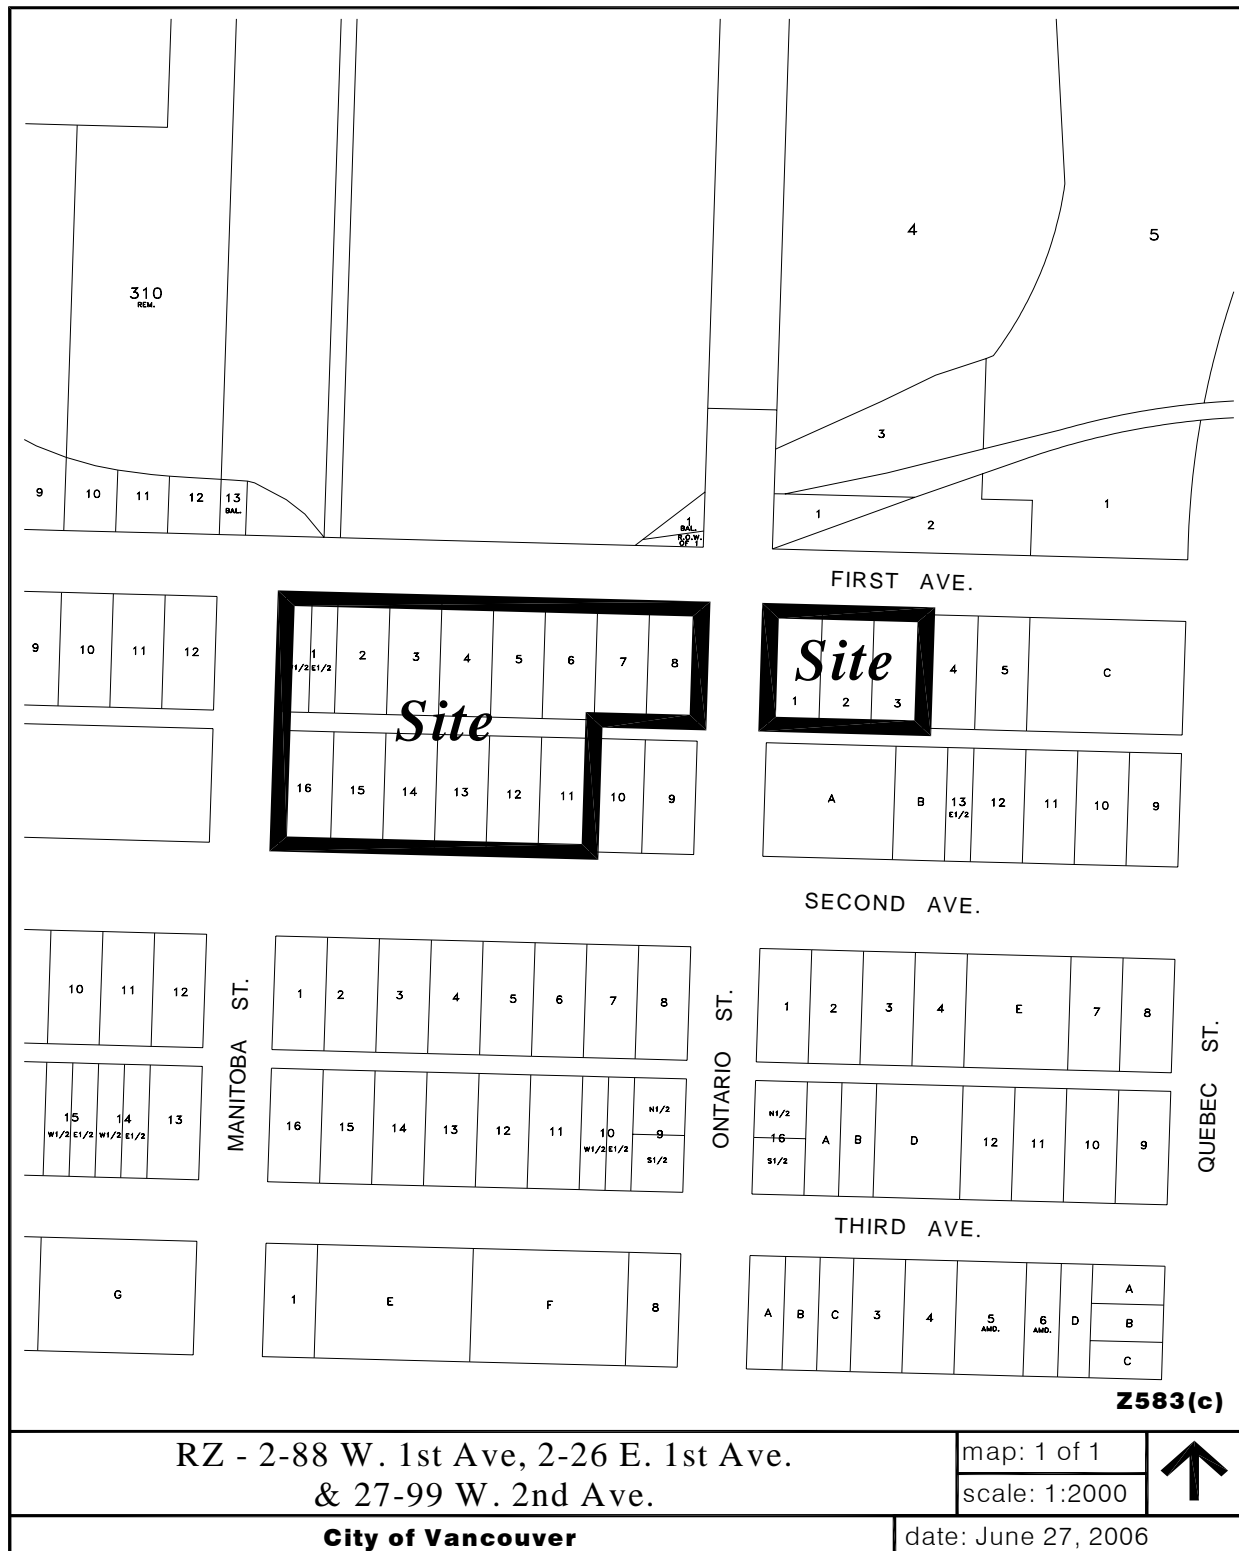 4
5
310
REM.
3
9
10
11
12
13
BAL.
1
BAL.
R.O.W.
OF 1
1
2
1
FIRST AVE.
9
10
11
12
1
E1/2
2
3
4
5
6
7
8
Site
1
2
3
4
5
C
Site
16
15
14
13
12
11
10
9
A
B
13
E1/2
12
11
10
9
SECOND AVE.
10
11
12
MANITOBA ST.
1
2
3
4
5
6
7
8
ONTARIO ST.
1
2
3
4
E
7
8
QUEBEC ST.
15
W1/2 E1/2
14
W1/2 E1/2
13
16
15
14
13
12
11
10
W1/2 E1/2
N1/2
9
S1/2
N1/2
16
S1/2
A
B
D
12
11
10
9
THIRD AVE.
G
1
E
F
8
A
B
C
3
4
5
AMD.
6
AMD.
D
A
B
C
Z583(c)
RZ - 2-88 W. 1st Ave, 2-26 E. 1st Ave.
& 27-99 W. 2nd Ave.
map: 1 of 1
scale: 1:2000
City of Vancouver
date: June 27, 2006